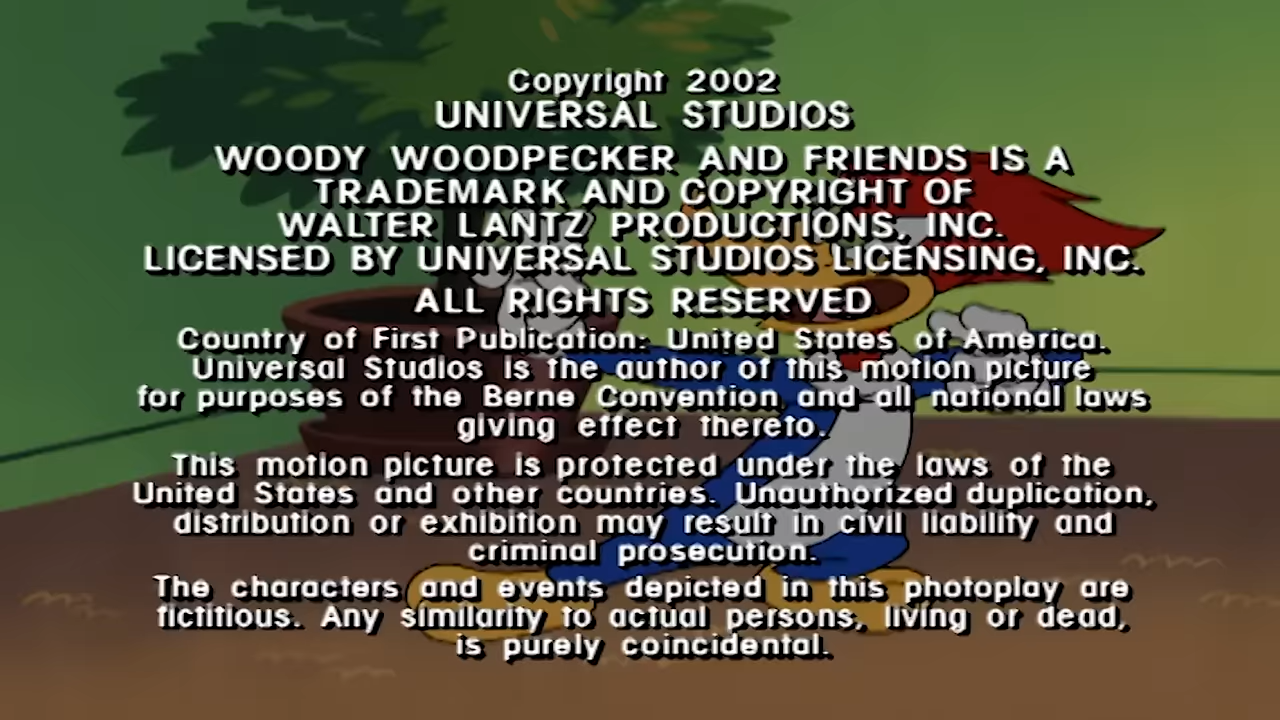 Copyright 2002
UNIVERSAL STUDIOS
WOODY WOODPECKER AND FRIENDS IS A
TRADEMARK AND COPYRIGHT OF
WALTER LANTZ PRODUCTIONS, INC.
LICENSED BY UNIVERSAL STUDIOS LICENSING, INC.
ALL RIGHTS RESERVED
Country of First Publication: United States of America.
Universal Studios is the author of this motion picture
for purposes of the Berne Convention and all national laws
giving effect thereto.
This motion picture is protected under the laws of the
United States and other countries. Unauthorized duplication,
distribution or exhibition may result in civil liability and
criminal prosecution.
The characters and events depicted in this photoplay are
fictitious. Any similarity to actual persons, living or dead,
is purely coincidental.